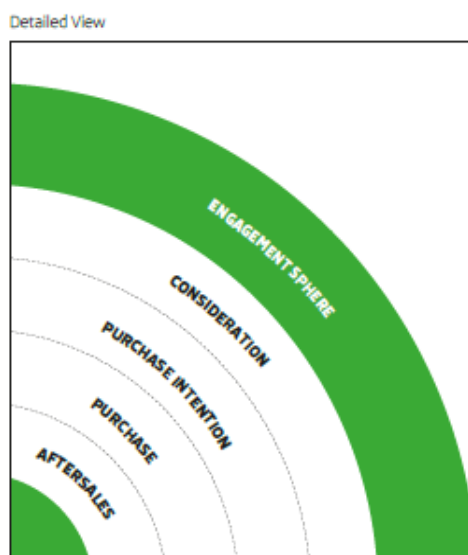 Detailed View
ENGAGEMENT SPHERE
CONSIDERATION
PURCHASE INTENTION
PURCHASE
AFTERSALES